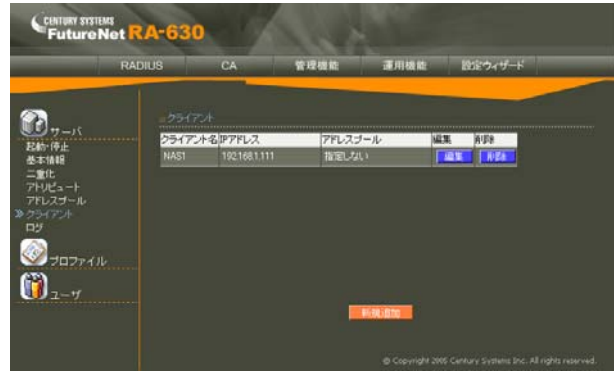 CENTURY SYSTEMS
FutureNet RA-630
RADIUS CA 管理機能 運用機能 設定ウィザード
サーバ
起動・停止
基本情報
二重化
アトリビュート
アドレスプール
クライアント
ログ
プロファイル
ユーザ
クライアント
クライアント名 IPアドレス アドレスプール 編集 削除
NAS1 192.168.1.111 指定しない 編集 削除
新規追加
© Copyright 2005 Century Systems Inc. All rights reserved.